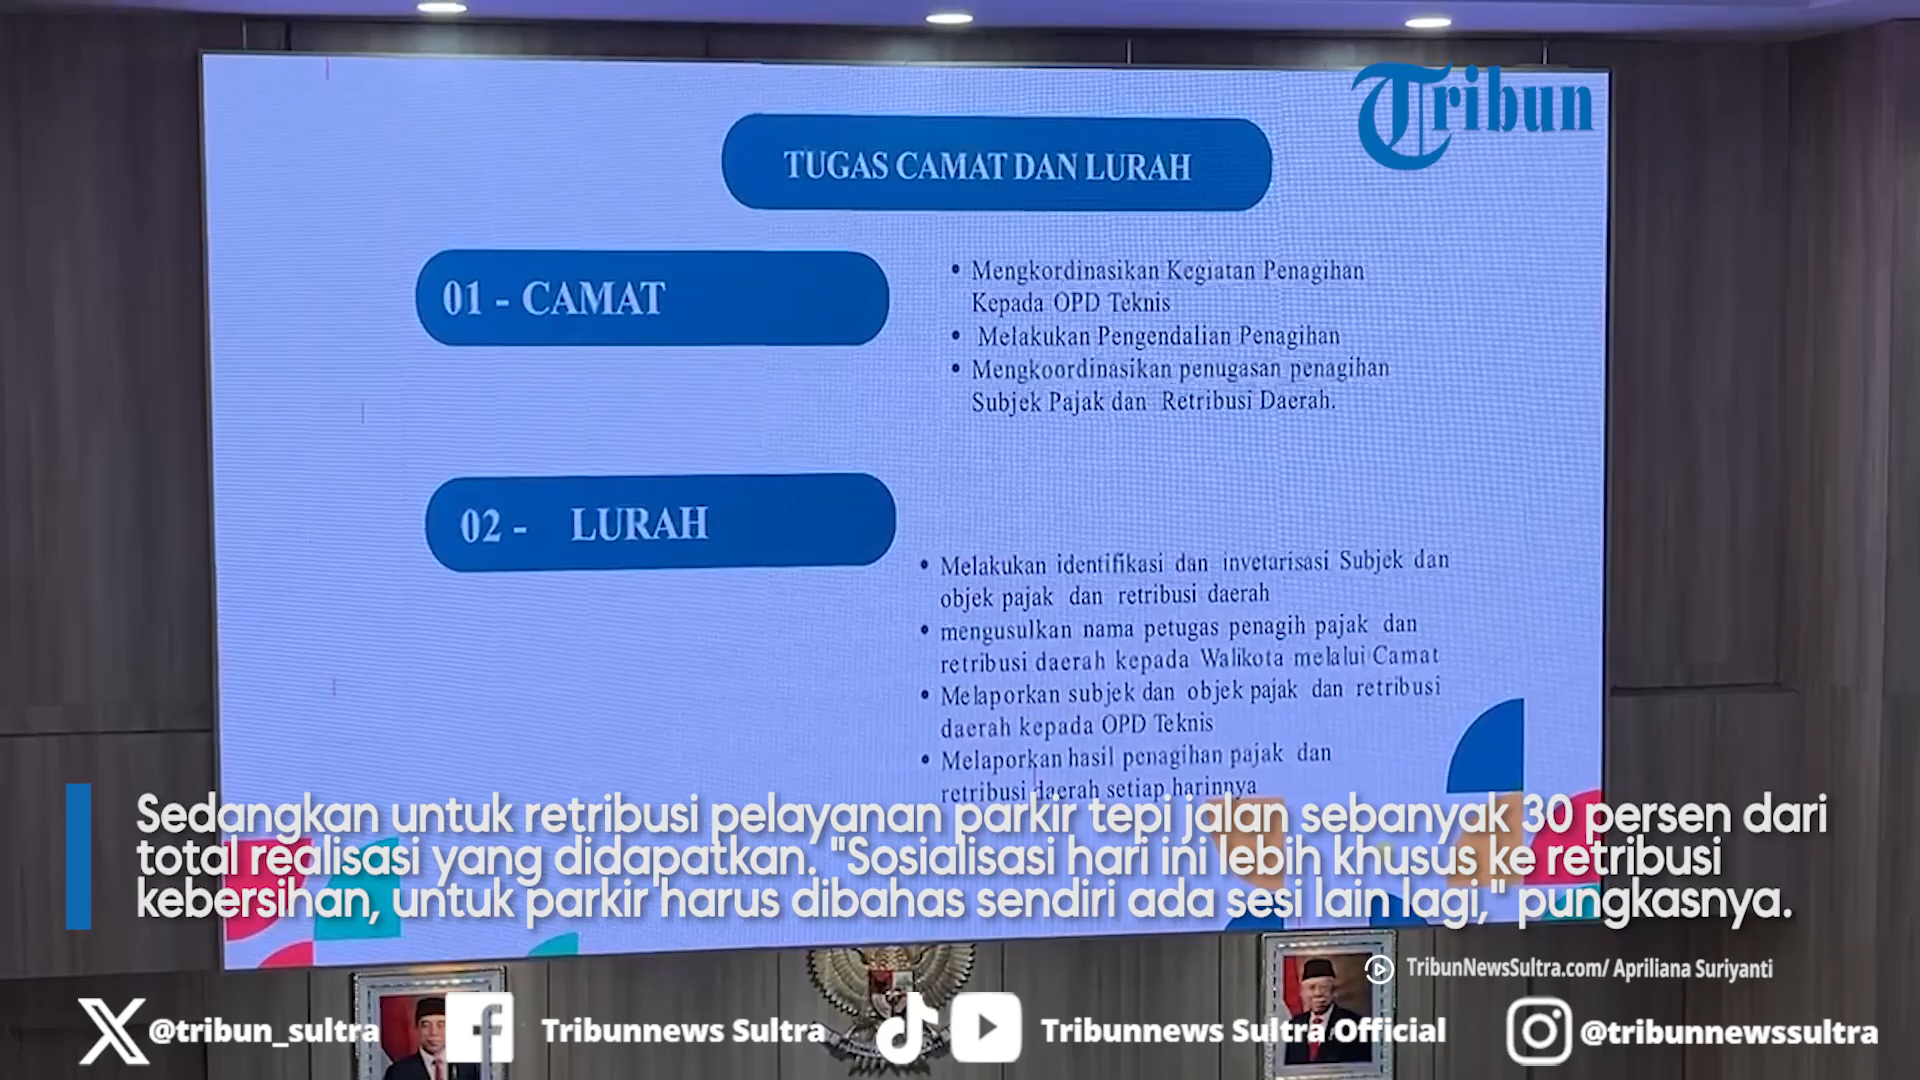 Tribun
TUGAS CAMAT DAN LURAH
01 - CAMAT
• Mengkordinasikan Kegiatan Penagihan
Kepada OPD Teknis
• Melakukan Pengendalian Penagihan
• Mengkoordinasikan penugasan penagihan
Subjek Pajak dan Retribusi Daerah.
02 - LURAH
• Melakukan identifikasi dan invetarisasi Subjek dan
objek pajak dan retribusi daerah
• mengusulkan nama petugas penagih pajak dan
retribusi daerah kepada Walikota melalui Camat
• Melaporkan subjek dan objek pajak dan retribusi
daerah kepada OPD Teknis
• Melaporkan hasil penagihan pajak dan
retribusi daerah setiap harinnya
Sedangkan untuk retribusi pelayanan parkir tepi jalan sebanyak 30 persen dari
total realisasi yang didapatkan. "Sosialisasi hari ini lebih khusus ke retribusi
kebersihan, untuk parkir harus dibahas sendiri ada sesi lain lagi," pungkasnya.
TribunNewsSultra.com/ Apriliana Suriyanti
@tribun_sultra
Tribunnews Sultra
Tribunnews Sultra Official
@tribunnewssultra